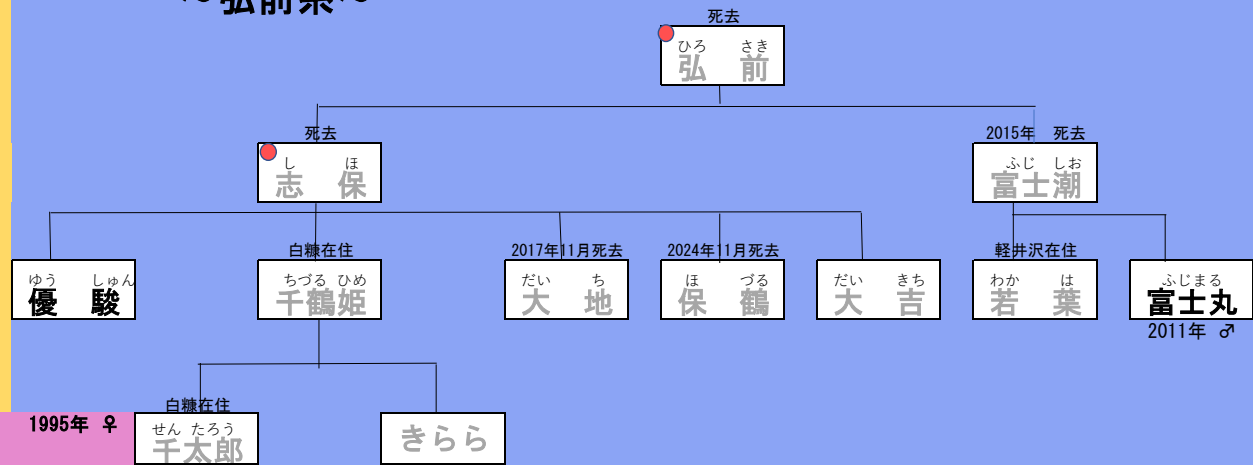 弘前系
死去
ひろ さき
弘 前
死去
し ほ
志 保
2015年 死去
ふじ しお
富士潮
ゆう しゅん
優 駿
白糠在住
ちづる ひめ
千鶴姫
2017年11月死去
だい ち
大 地
2024年11月死去
ほ づる
保 鶴
だい きち
大 吉
軽井沢在住
わか は
若 葉
ふじまる
富士丸
2011年 ♂
1995年 ♀
白糠在住
せん たろう
千太郎
きらら